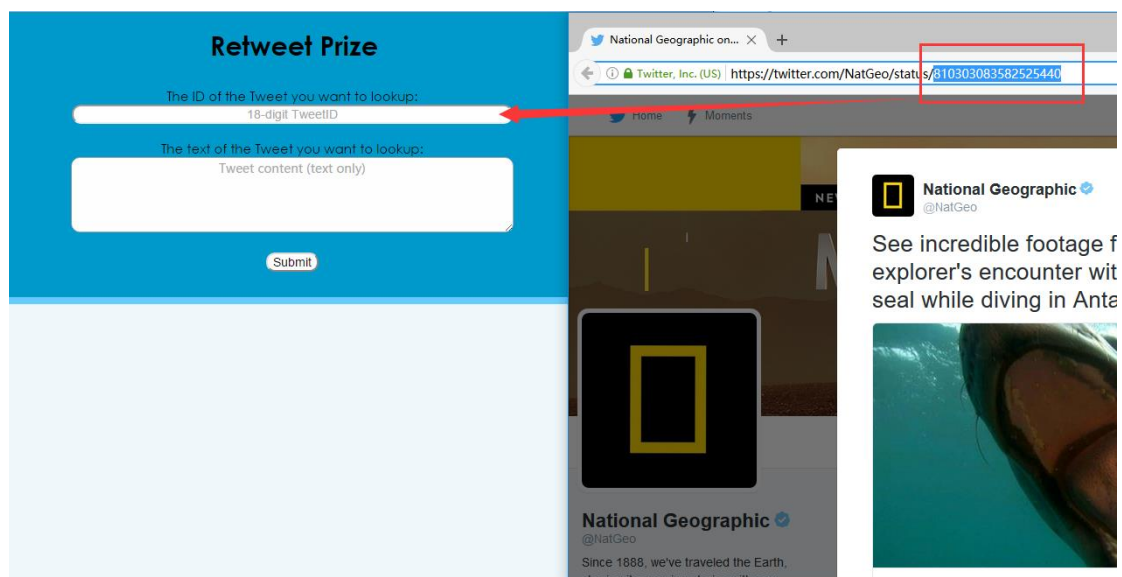 Retweet Prize
The ID of the Tweet you want to lookup:
18-digit TweetID
The text of the Tweet you want to lookup:
Tweet content (text only)
Submit
National Geographic on...
Twitter, Inc. (US) https://twitter.com/NatGeo/status/810303083582525440
Home Moments
NE
N
National Geographic
@NatGeo
See incredible footage f
explorer's encounter wit
seal while diving in Anta
National Geographic
@NatGeo
Since 1888, we've traveled the Earth,